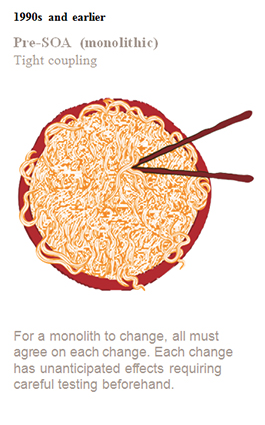 1990s and earlier
Pre-SOA (monolithic)
Tight coupling
For a monolith to change, all must
agree on each change. Each change
has unanticipated effects requiring
careful testing beforehand.